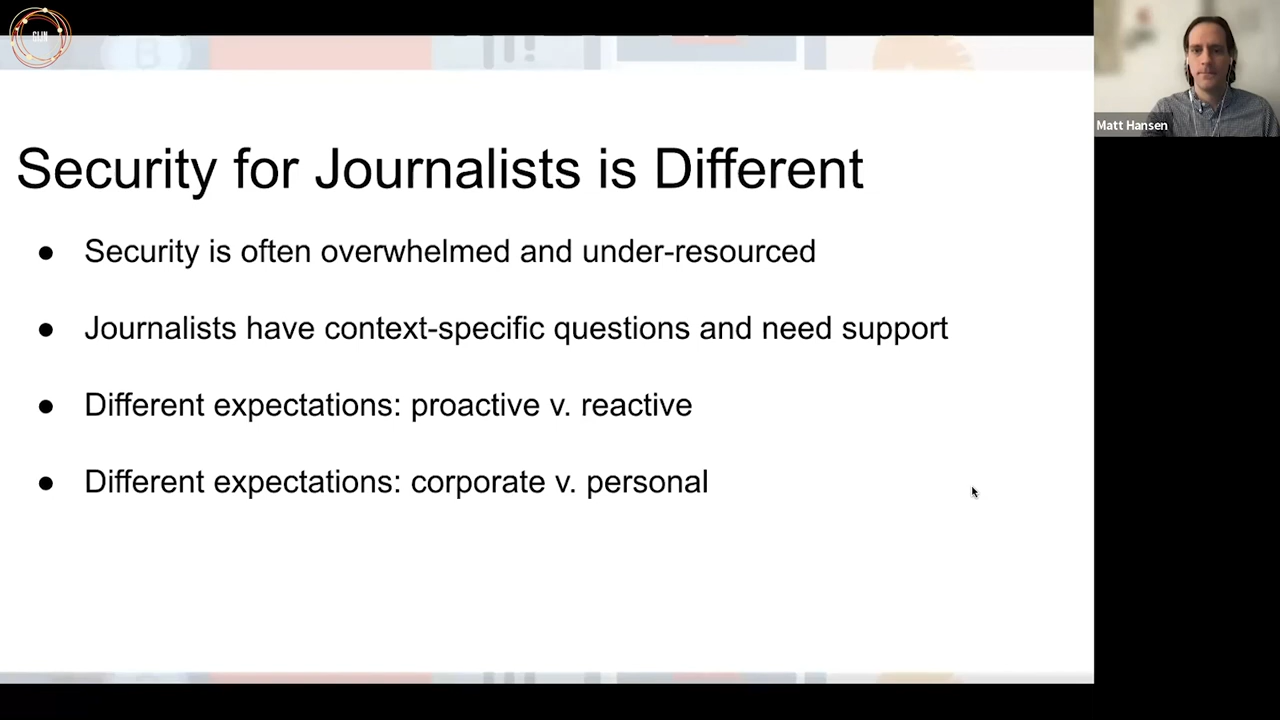 GIJN
Matt Hansen
Security for Journalists is Different
● Security is often overwhelmed and under-resourced
● Journalists have context-specific questions and need support
● Different expectations: proactive v. reactive
● Different expectations: corporate v. personal